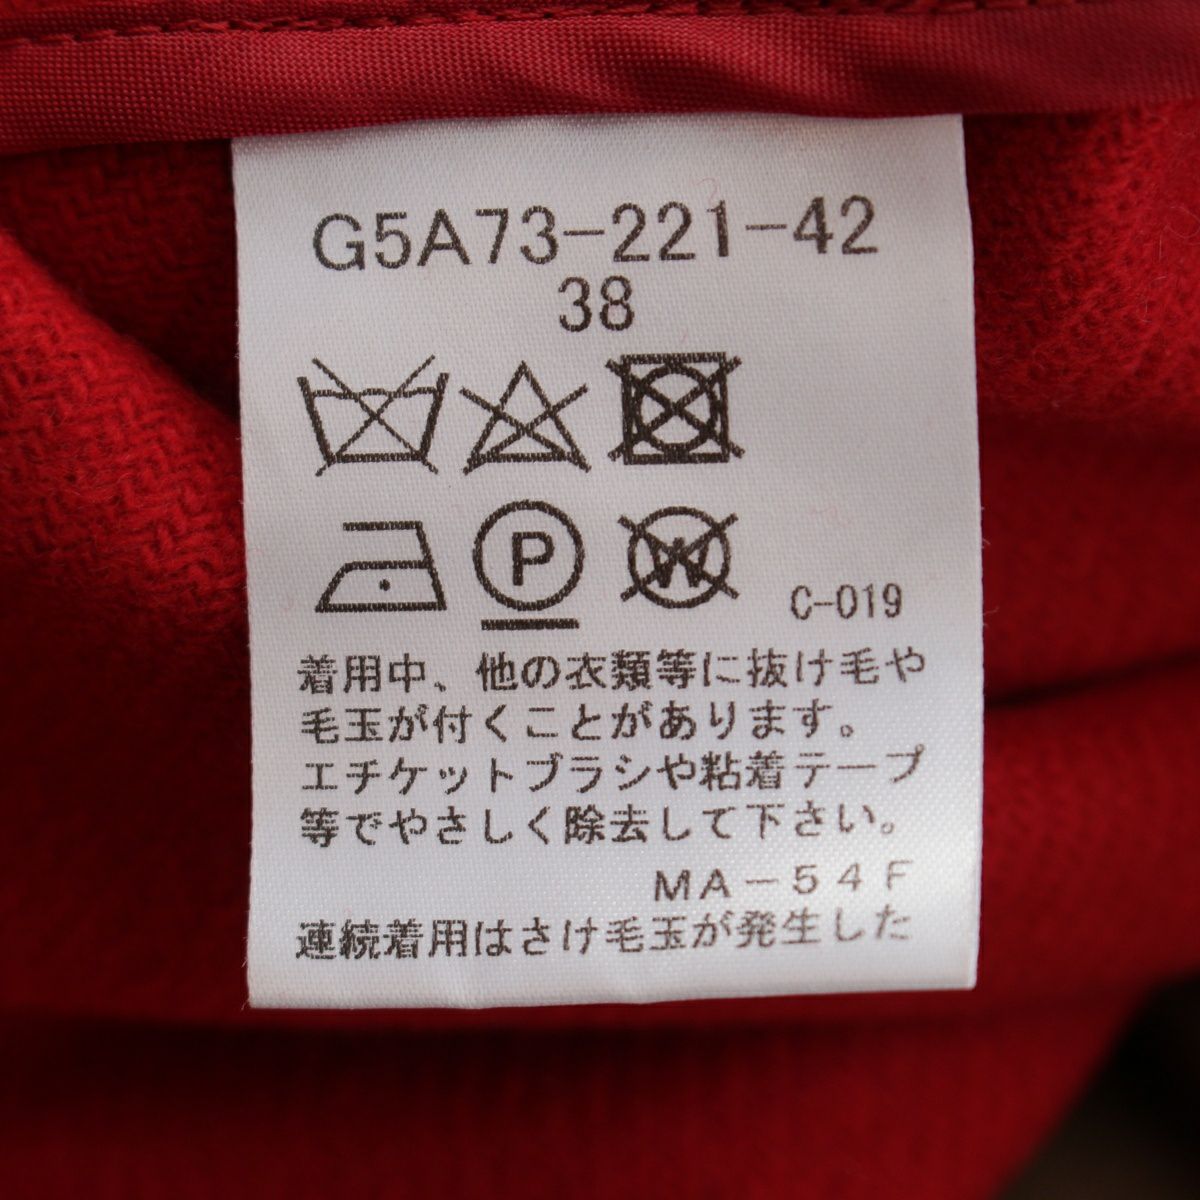 G5A73-221-42
38
P
W
C-019
着用中、他の衣類等に抜け毛や
毛玉が付くことがあります。
エチケットブラシや粘着テープ
等でやさしく除去して下さい。
MA-54F
連続着用はさけ毛玉が発生した